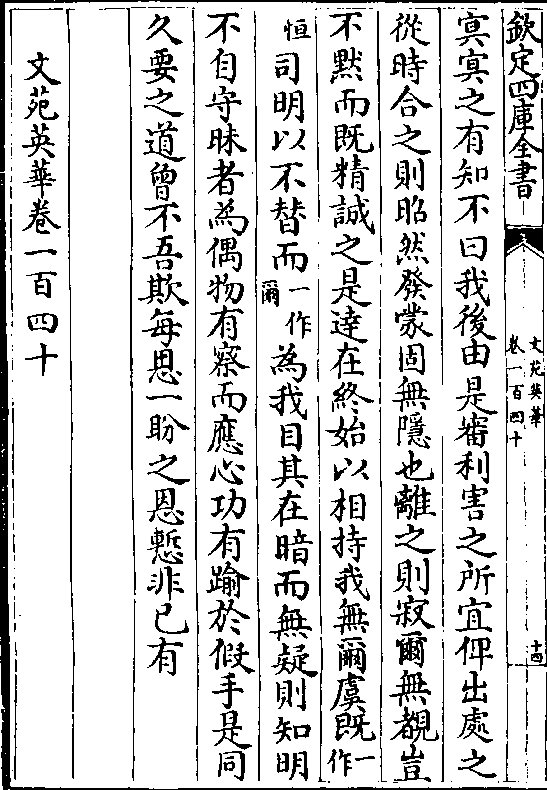 欽定四庫全書
文苑英華
卷一百四十
十四
㝠㝠之有知不曰我後由是審利害之所宜俾出處之
從時合之則昭然發蒙固無隱也離之則寂爾無覩豈
不黙而既精誠之是達在終始以相持我無爾虞既一作
恒司明以不替而一作爾為我目其在暗而無疑則知明
不自守昧者為偶物有察而應心功有踰於假手是同
久要之道曾不吾欺每思一盼之恩慙非已有
文苑英華卷一百四十